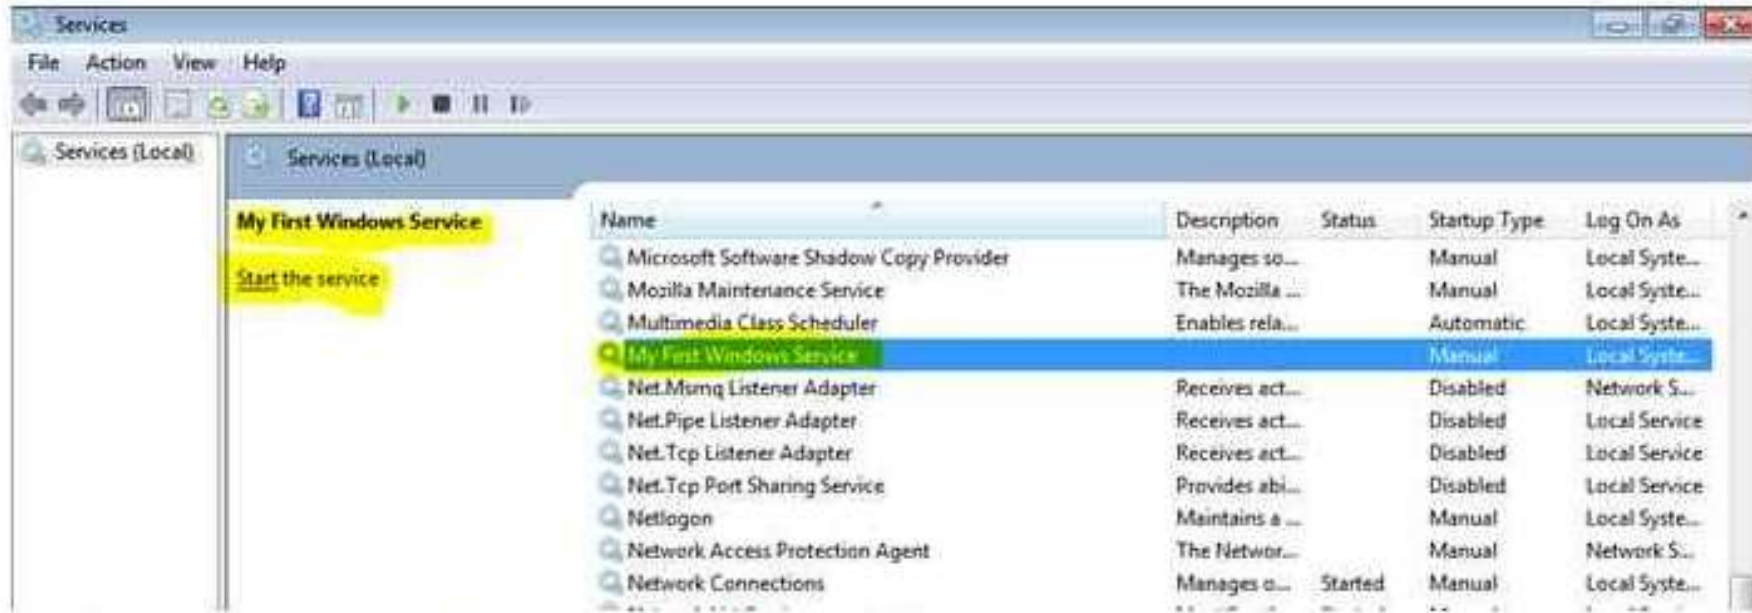 Services
File Action View Help
Services (Local)
Services (Local)
My First Windows Service
Start the service
Name Description Status Startup Type Log On As
Microsoft Software Shadow Copy Provider Manages so... Manual Local Syste...
Mozilla Maintenance Service The Mozilla ... Manual Local Syste...
Multimedia Class Scheduler Enables rela... Automatic Local Syste...
My First Windows Service Manual Local Syste...
Net.Msmq Listener Adapter Receives act... Disabled Network S...
Net.Pipe Listener Adapter Receives act... Disabled Local Service
Net.Tcp Listener Adapter Receives act... Disabled Local Service
Net.Tcp Port Sharing Service Provides abi... Disabled Local Service
Netlogon Maintains a ... Manual Local Syste...
Network Access Protection Agent The Networ... Manual Network S...
Network Connections Manages o... Started Manual Local Syste...